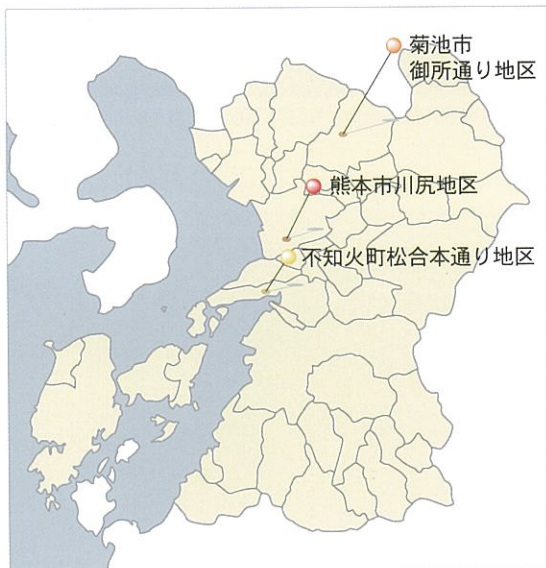 菊池市
御所通り地区
熊本市川尻地区
不知火町松合本通り地区